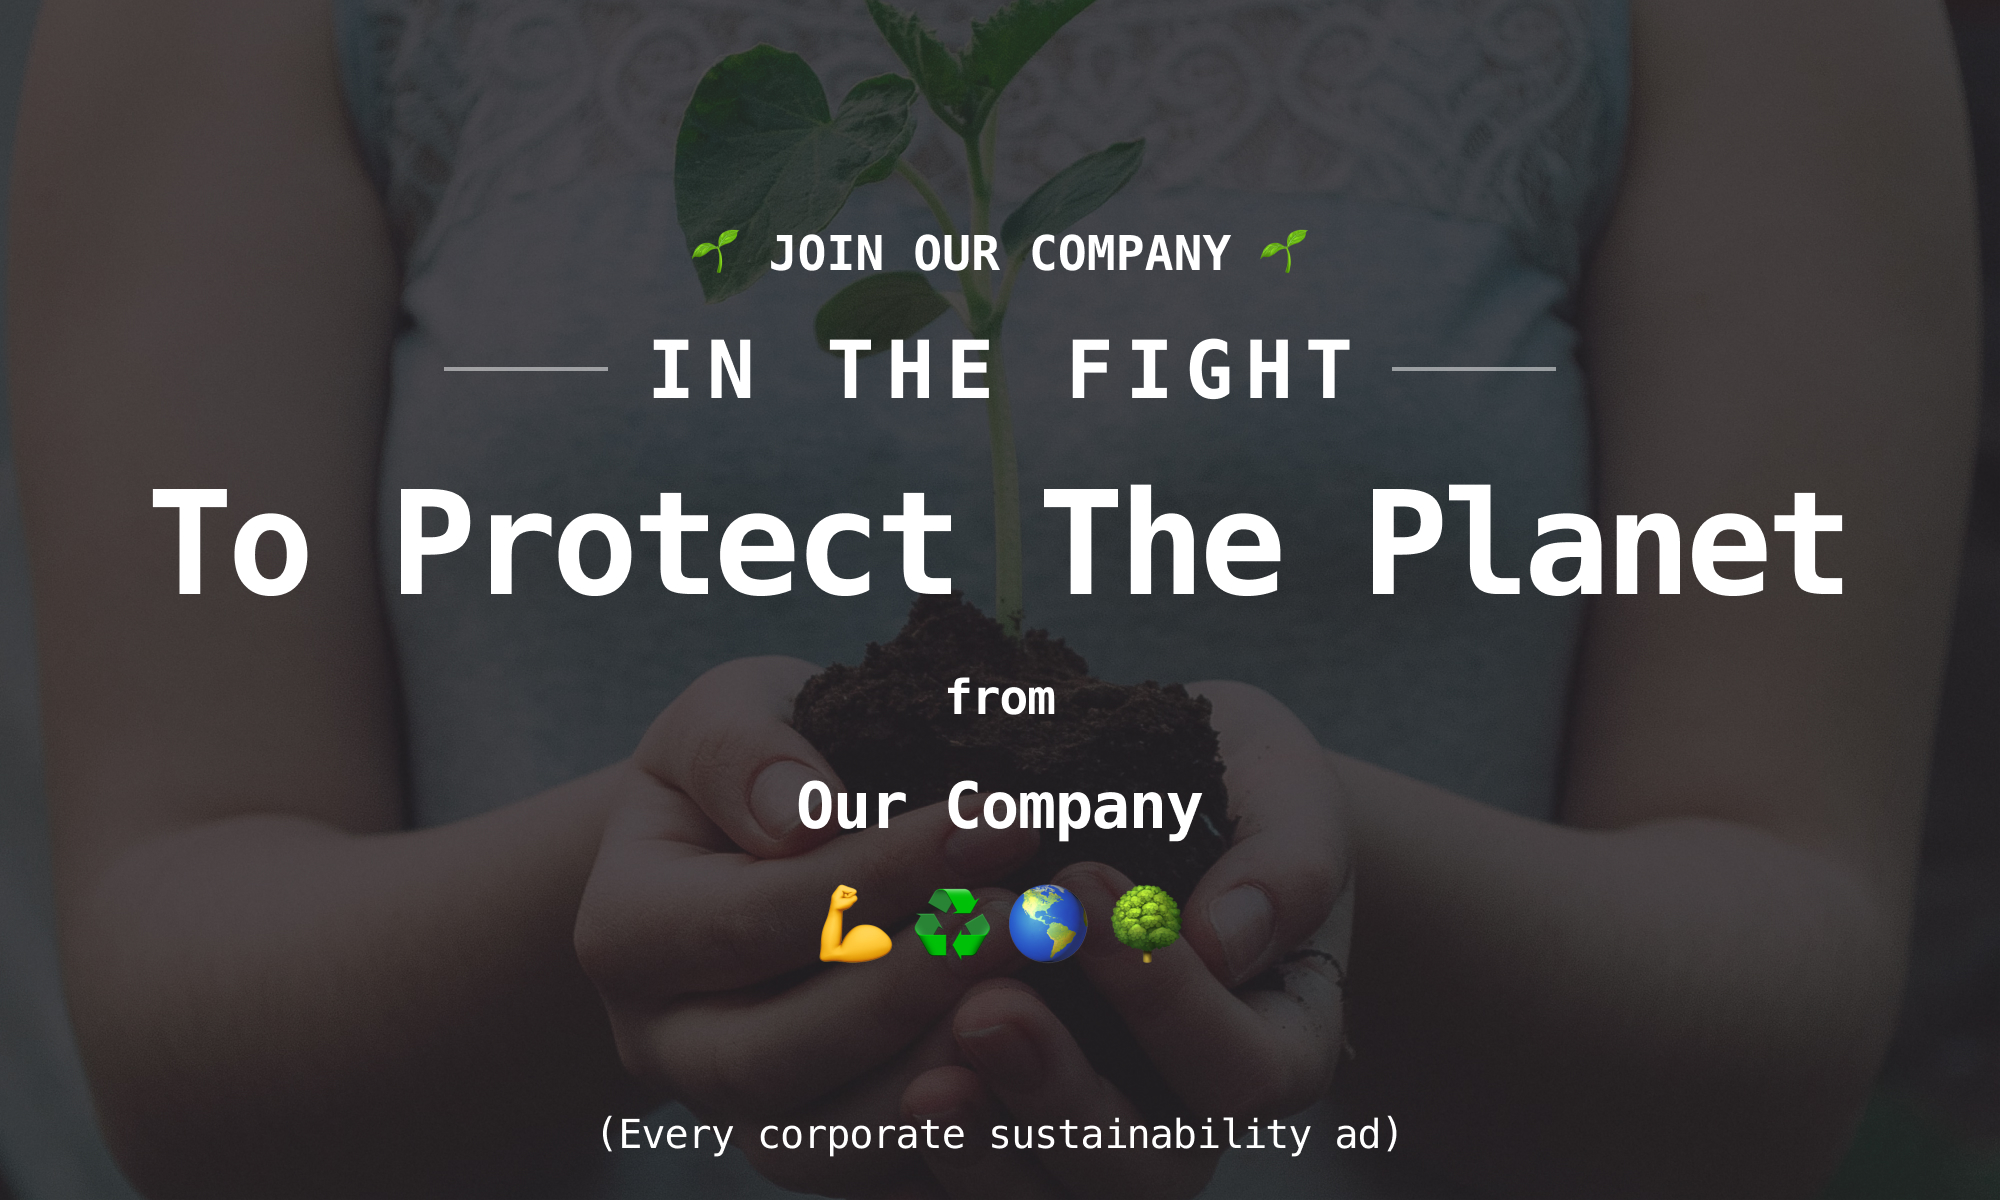 🌱 JOIN OUR COMPANY 🌱
IN THE FIGHT
To Protect The Planet
from
Our Company
💪♻️🌎🌳
(Every corporate sustainability ad)